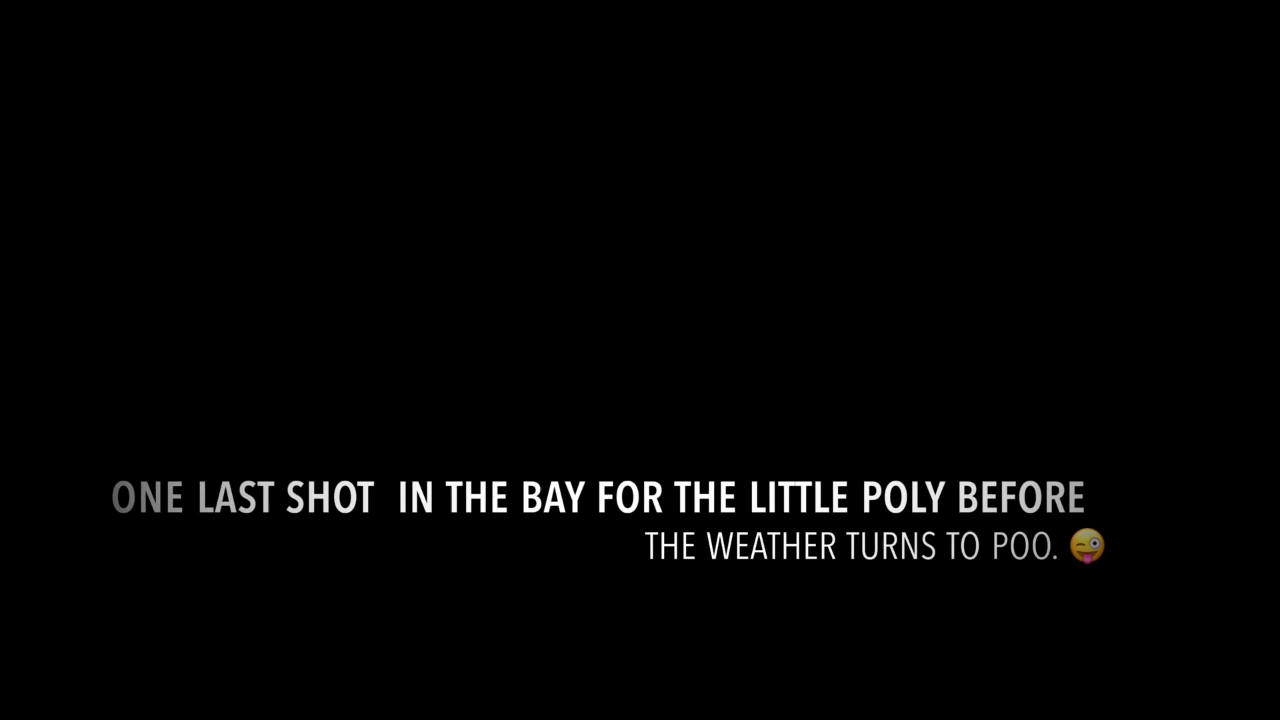 ONE LAST SHOT  IN THE BAY FOR THE LITTLE POLY BEFORE
THE WEATHER TURNS TO POO. 😜